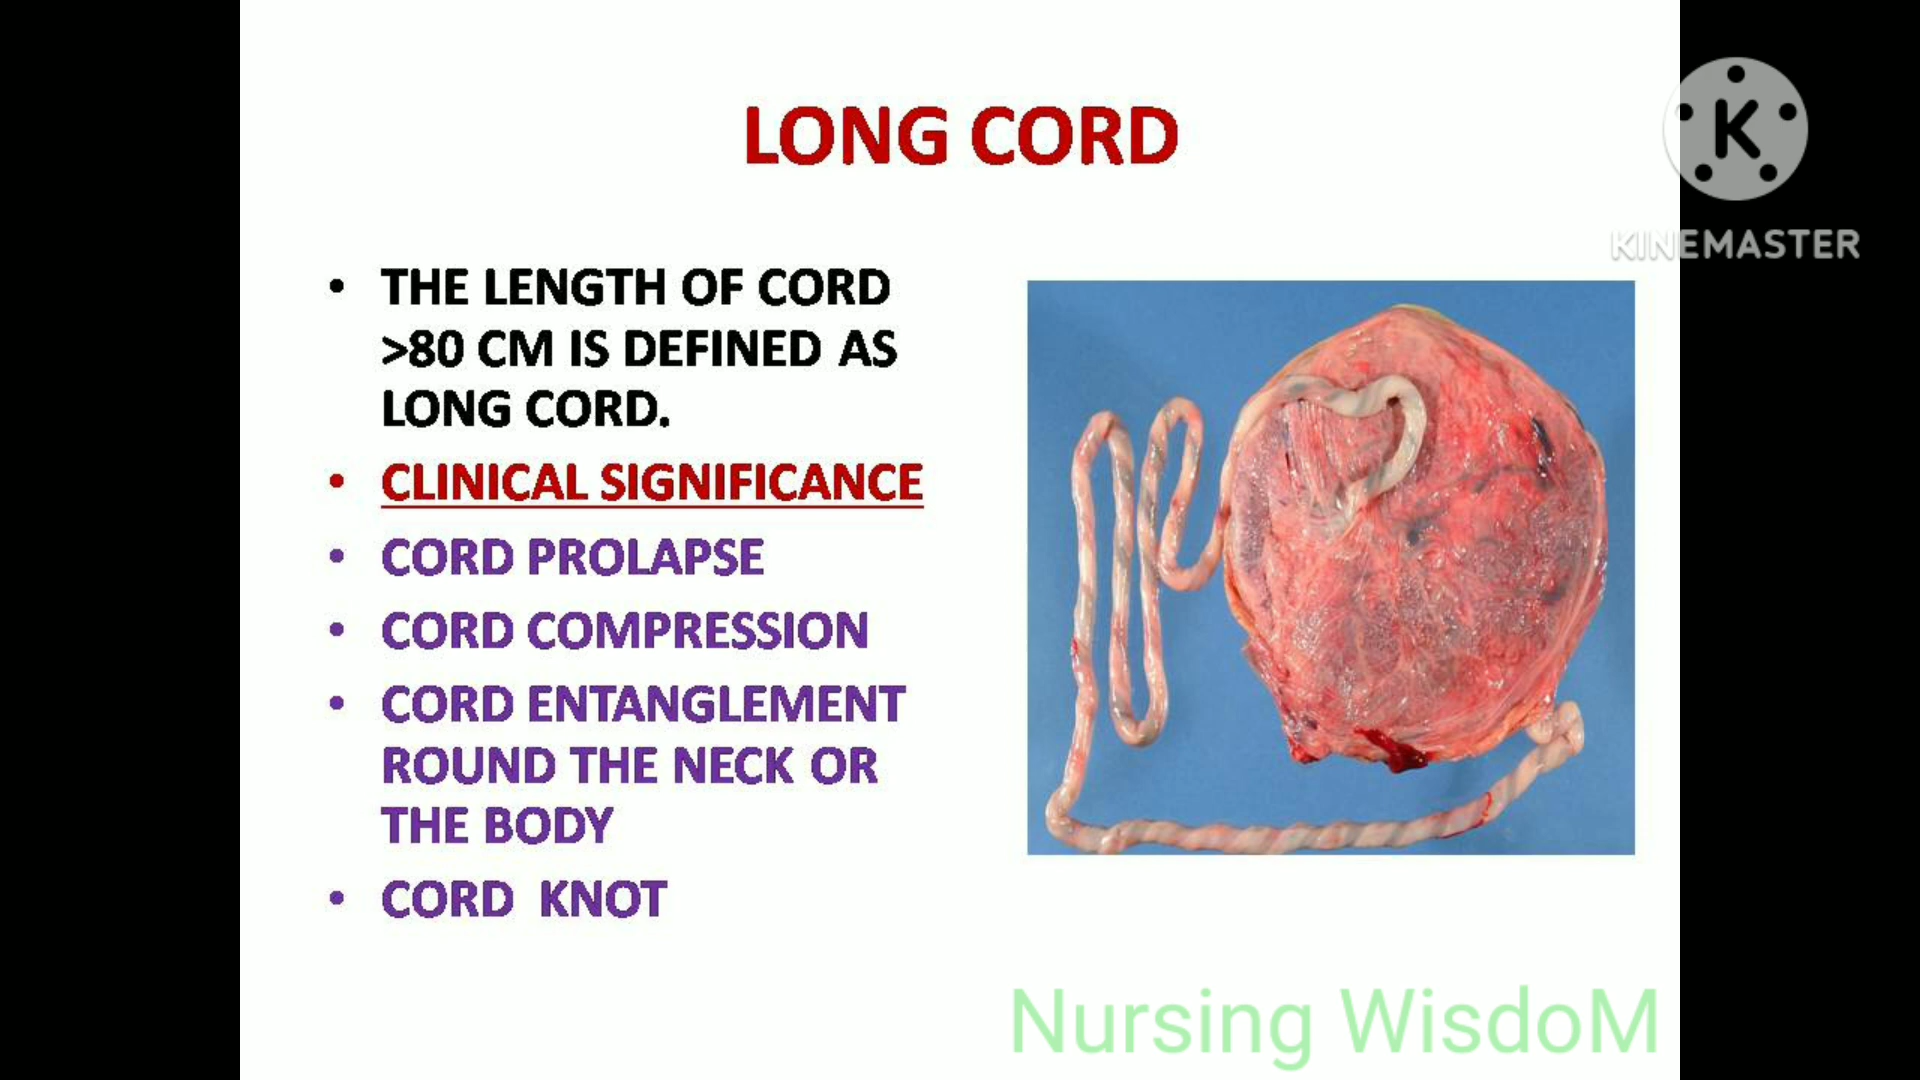 LONG CORD
K
KINEMASTER
• THE LENGTH OF CORD
>80 CM IS DEFINED AS
LONG CORD.
• CLINICAL SIGNIFICANCE
• CORD PROLAPSE
• CORD COMPRESSION
• CORD ENTANGLEMENT
ROUND THE NECK OR
THE BODY
• CORD KNOT
Nursing WisdoM